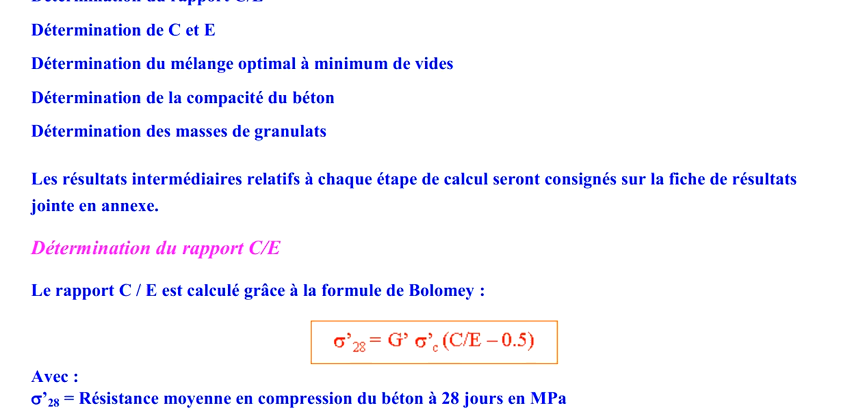 Détermination du rapport C/E
Détermination de C et E
Détermination du mélange optimal à minimum de vides
Détermination de la compacité du béton
Détermination des masses de granulats
Les résultats intermédiaires relatifs à chaque étape de calcul seront consignés sur la fiche de résultats
jointe en annexe.
Détermination du rapport C/E
Le rapport C / E est calculé grâce à la formule de Bolomey :
σ’28 = G’ σ’c (C/E – 0.5)
Avec :
σ’28 = Résistance moyenne en compression du béton à 28 jours en MPa